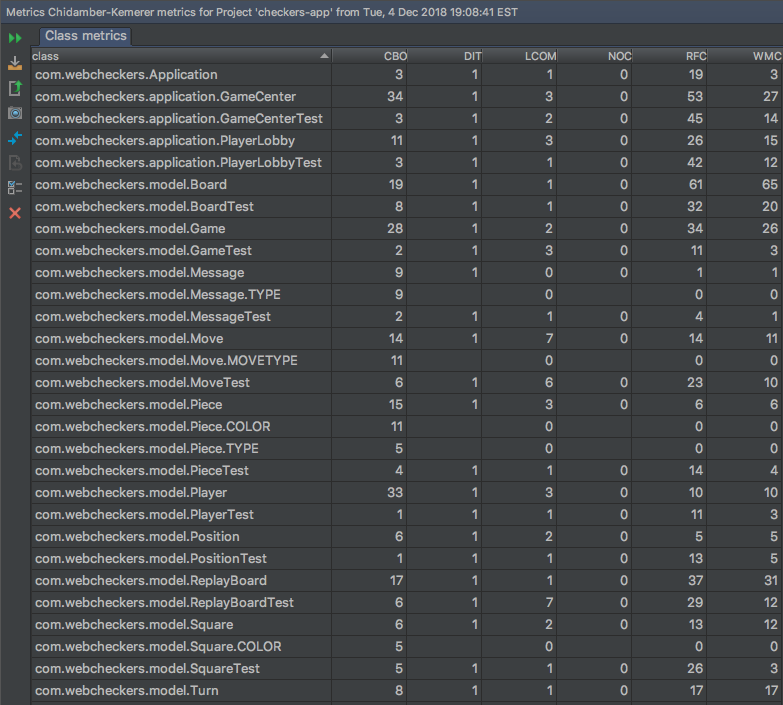 Metrics Chidamber-Kemerer metrics for Project 'checkers-app' from Tue, 4 Dec 2018 19:08:41 EST
Class metrics
class CBO DIT LCOM NOC RFC WMC
com.webcheckers.Application 3 1 1 0 19 3
com.webcheckers.application.GameCenter 34 1 3 0 53 27
com.webcheckers.application.GameCenterTest 3 1 2 0 45 14
com.webcheckers.application.PlayerLobby 11 1 3 0 26 15
com.webcheckers.application.PlayerLobbyTest 3 1 1 0 42 12
com.webcheckers.model.Board 19 1 1 0 61 65
com.webcheckers.model.BoardTest 8 1 1 0 32 20
com.webcheckers.model.Game 28 1 2 0 34 26
com.webcheckers.model.GameTest 2 1 3 0 11 3
com.webcheckers.model.Message 9 1 0 0 1 1
com.webcheckers.model.Message.TYPE 9 0 0 0
com.webcheckers.model.MessageTest 2 1 1 0 4 1
com.webcheckers.model.Move 14 1 7 0 14 11
com.webcheckers.model.Move.MOVETYPE 11 0 0 0
com.webcheckers.model.MoveTest 6 1 6 0 23 10
com.webcheckers.model.Piece 15 1 3 0 6 6
com.webcheckers.model.Piece.COLOR 11 0 0 0
com.webcheckers.model.Piece.TYPE 5 0 0 0
com.webcheckers.model.PieceTest 4 1 1 0 14 4
com.webcheckers.model.Player 33 1 3 0 10 10
com.webcheckers.model.PlayerTest 1 1 1 0 11 3
com.webcheckers.model.Position 6 1 2 0 5 5
com.webcheckers.model.PositionTest 1 1 1 0 13 5
com.webcheckers.model.ReplayBoard 17 1 1 0 37 31
com.webcheckers.model.ReplayBoardTest 6 1 7 0 29 12
com.webcheckers.model.Square 6 1 2 0 13 12
com.webcheckers.model.Square.COLOR 5 0 0 0
com.webcheckers.model.SquareTest 5 1 1 0 26 3
com.webcheckers.model.Turn 8 1 1 0 17 17